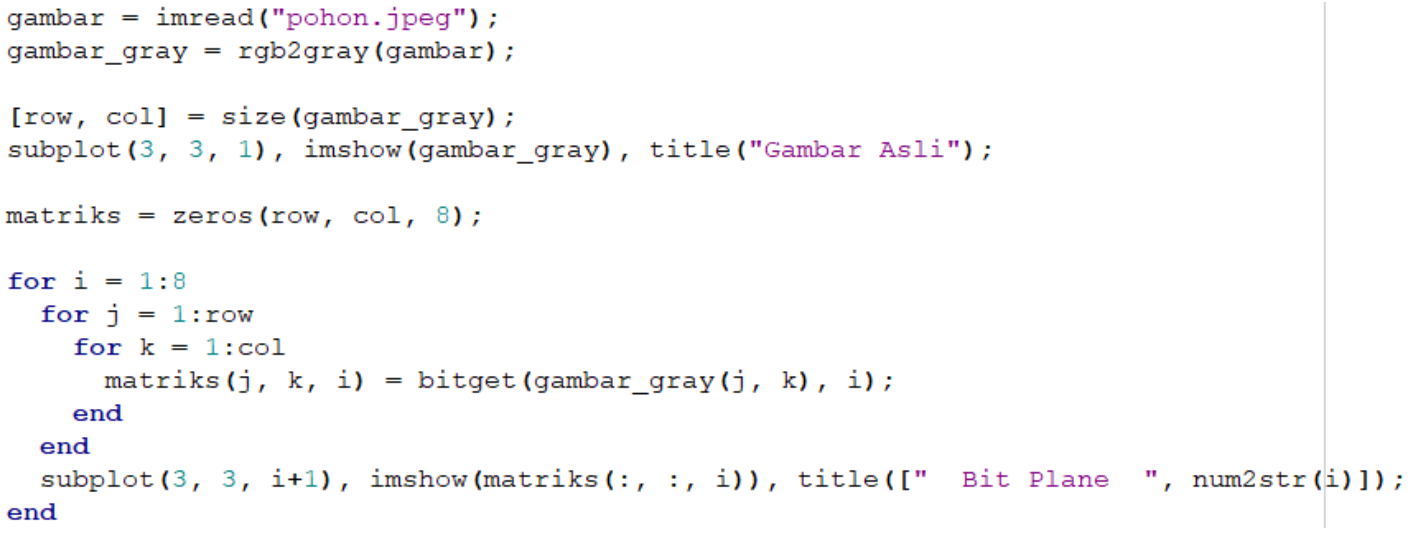 gambar = imread("pohon.jpeg");
gambar_gray = rgb2gray(gambar);
[row, col] = size(gambar_gray);
subplot(3, 3, 1), imshow(gambar_gray), title("Gambar Asli");
matriks = zeros(row, col, 8);
for i = 1:8
  for j = 1:row
    for k = 1:col
      matriks(j, k, i) = bitget(gambar_gray(j, k), i);
    end
  end
  subplot(3, 3, i+1), imshow(matriks(:, :, i)), title(["  Bit Plane  ", num2str(i)]);
end